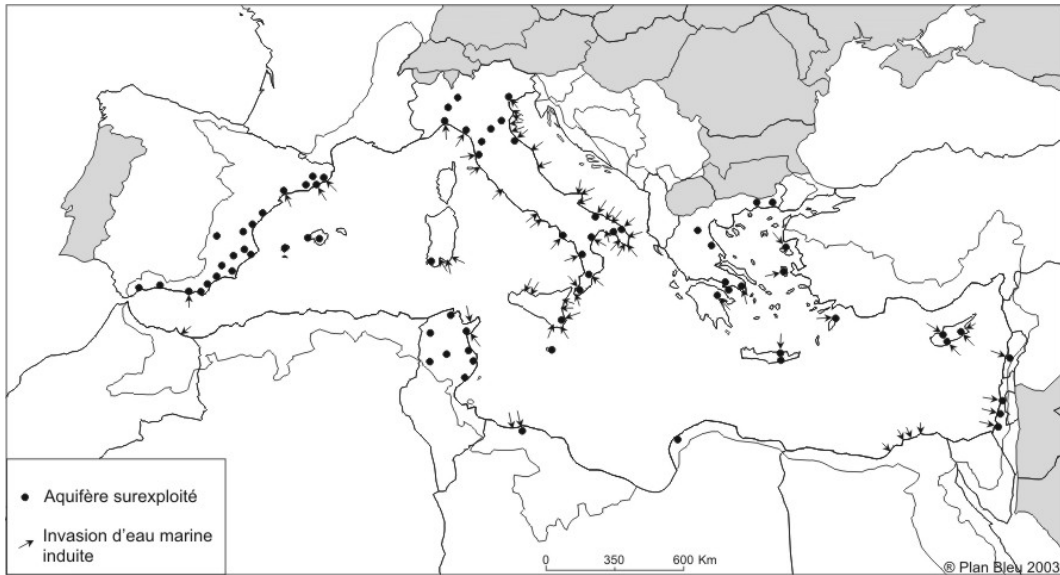 Aquifère surexploité
Invasion d'eau marine
induite
0 350 600 Km
® Plan Bleu 2003